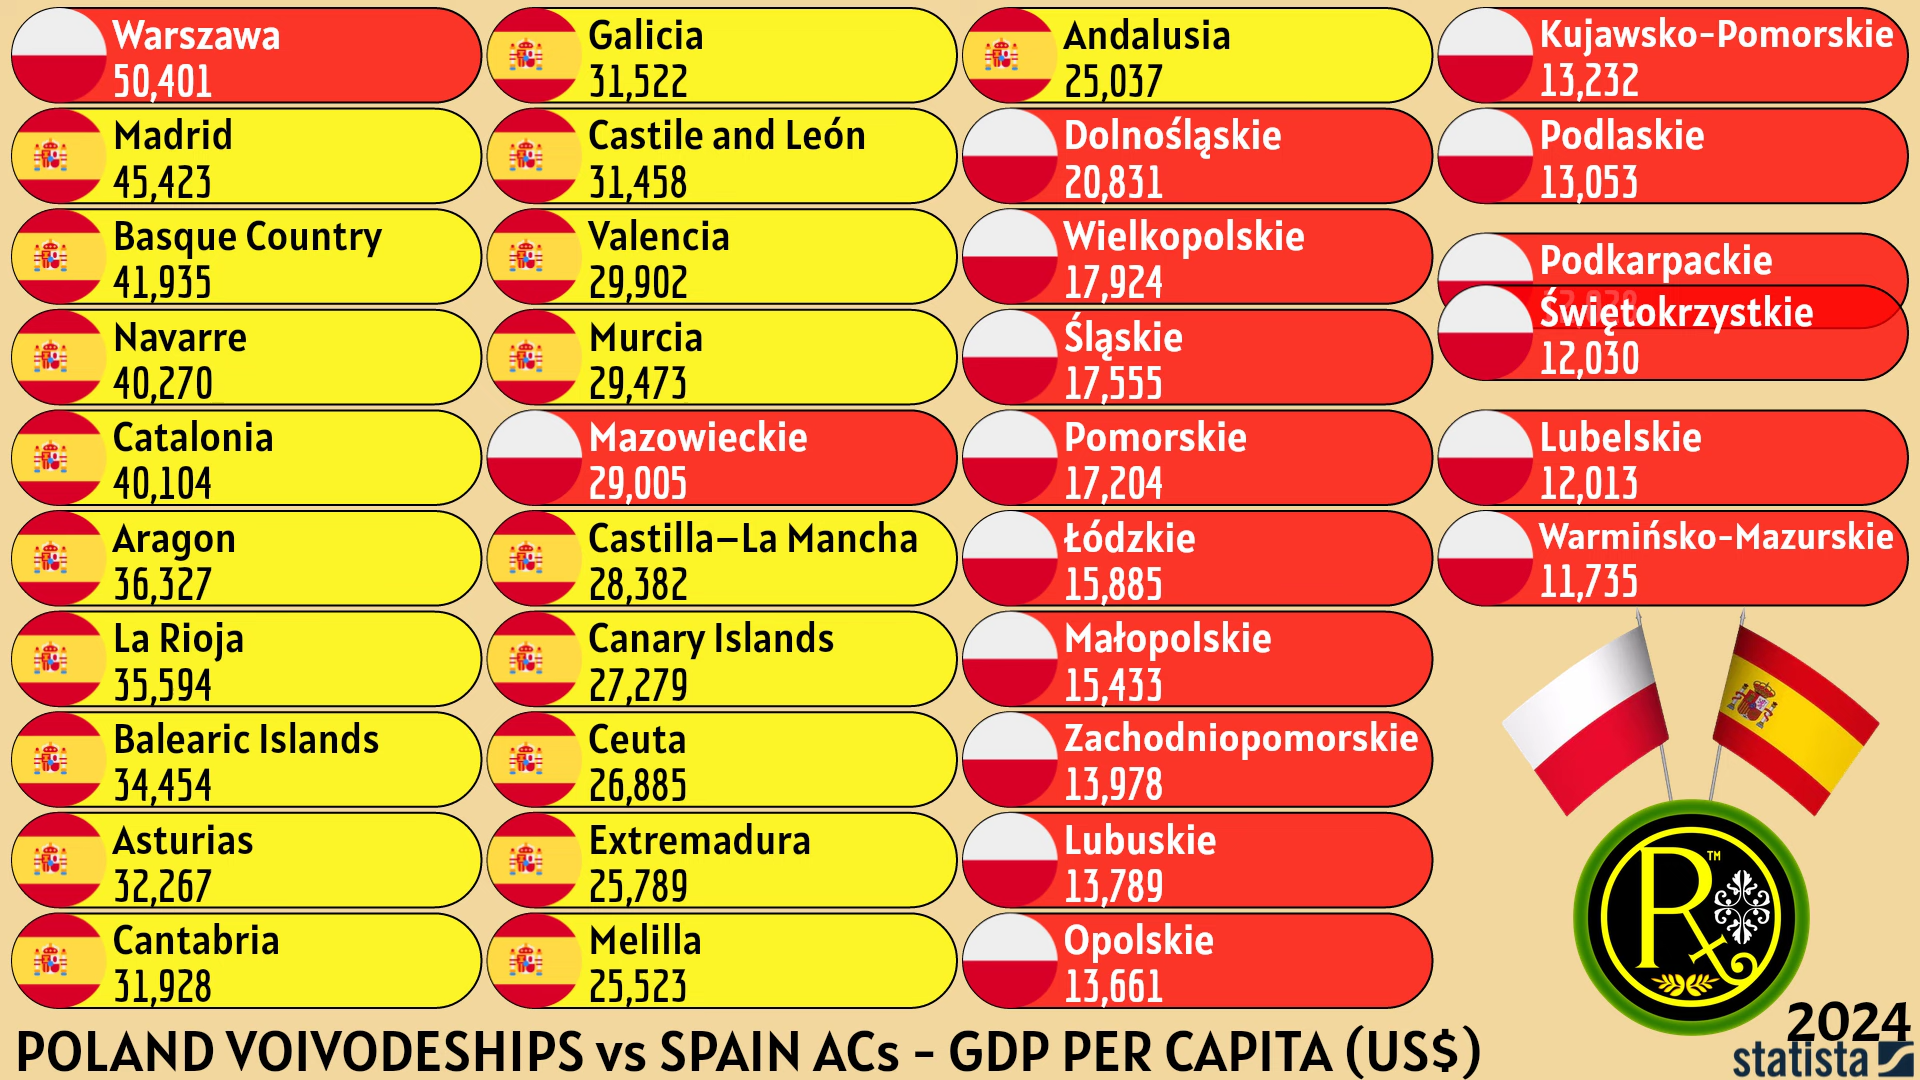 Warszawa
50,401
Madrid
45,423
Basque Country
41,935
Navarre
40,270
Catalonia
40,104
Aragon
36,327
La Rioja
35,594
Balearic Islands
34,454
Asturias
32,267
Cantabria
31,928
Galicia
31,522
Castile and León
31,458
Valencia
29,902
Murcia
29,473
Mazowieckie
29,005
Castilla–La Mancha
28,382
Canary Islands
27,279
Ceuta
26,885
Extremadura
25,789
Melilla
25,523
Andalusia
25,037
Dolnośląskie
20,831
Wielkopolskie
17,924
Śląskie
17,555
Pomorskie
17,204
Łódzkie
15,885
Małopolskie
15,433
Zachodniopomorskie
13,978
Lubuskie
13,789
Opolskie
13,661
Kujawsko-Pomorskie
13,232
Podlaskie
13,053
Podkarpackie
Świętokrzystkie
12,030
Lubelskie
12,013
Warmińsko-Mazurskie
11,735
R™
2024
POLAND VOIVODESHIPS vs SPAIN ACs - GDP PER CAPITA (US$)
statista